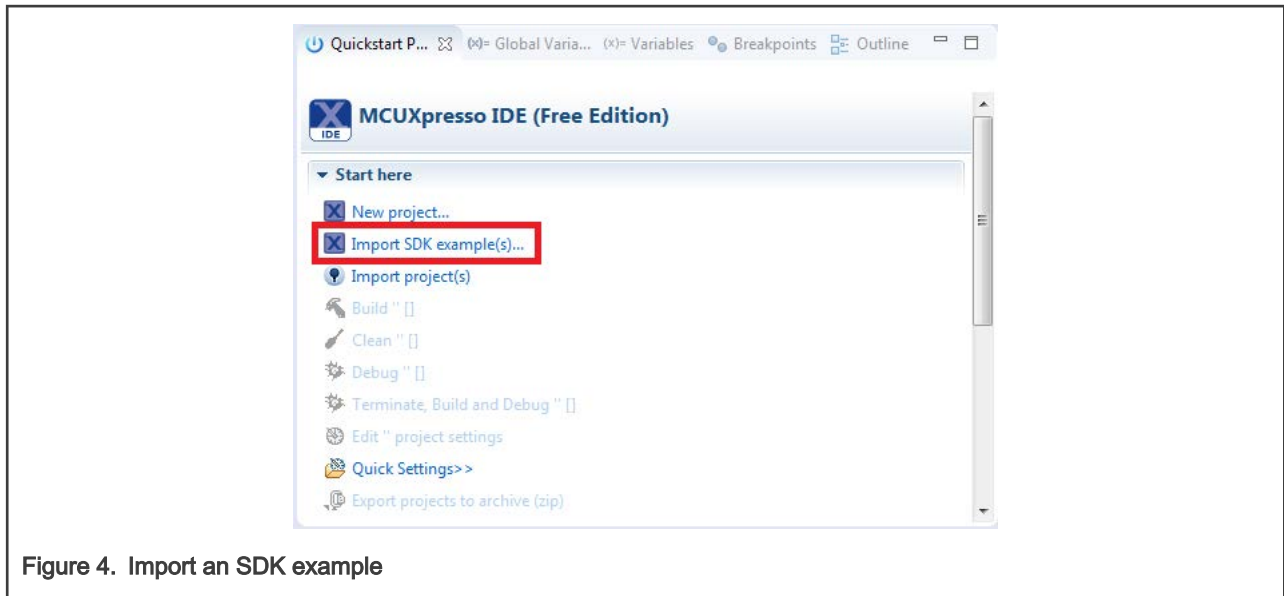 Quickstart P... (x)= Global Varia... (x)= Variables Breakpoints Outline
IDE
MCUXpresso IDE (Free Edition)
Start here
New project...
Import SDK example(s)...
Import project(s)
Build '' []
Clean '' []
Debug '' []
Terminate, Build and Debug '' []
Edit '' project settings
Quick Settings>>
Export projects to archive (zip)
Figure 4. Import an SDK example